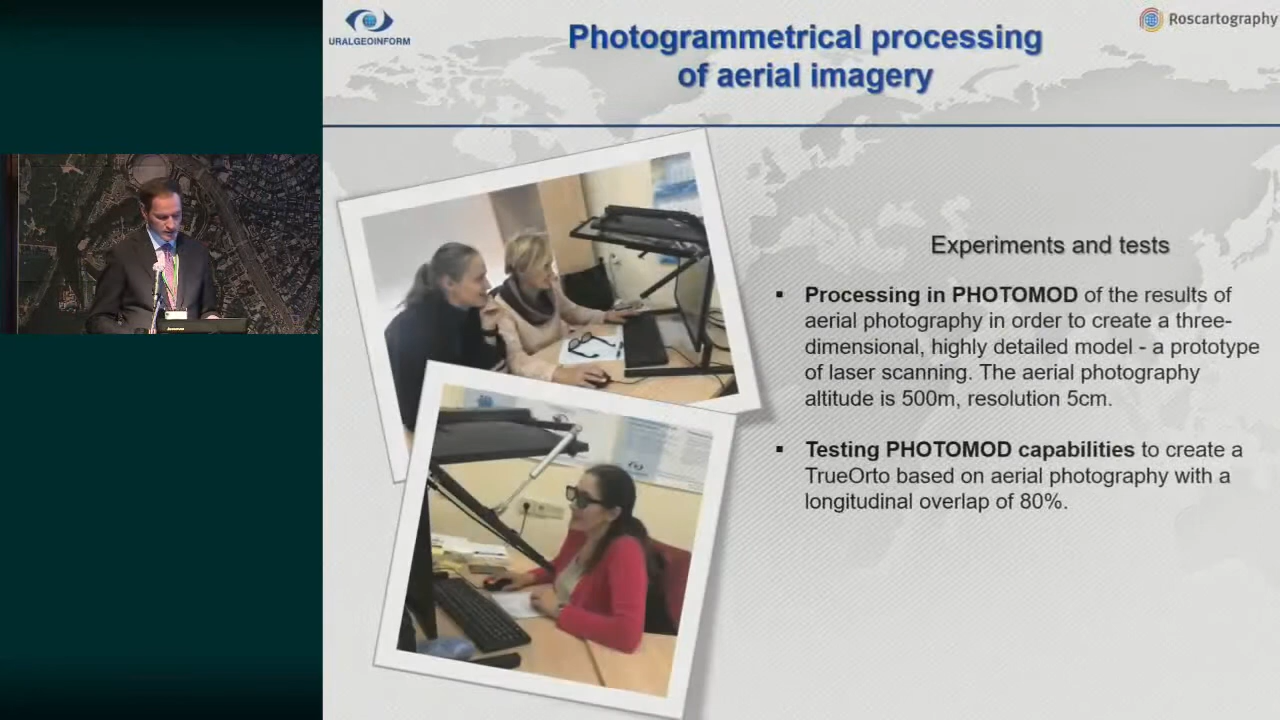 URALGEOINFORM
Roscartography
Photogrammetrical processing
of aerial imagery
Experiments and tests
▪ Processing in PHOTOMOD of the results of
aerial photography in order to create a three-
dimensional, highly detailed model - a prototype
of laser scanning. The aerial photography
altitude is 500m, resolution 5cm.
▪ Testing PHOTOMOD capabilities to create a
TrueOrto based on aerial photography with a
longitudinal overlap of 80%.